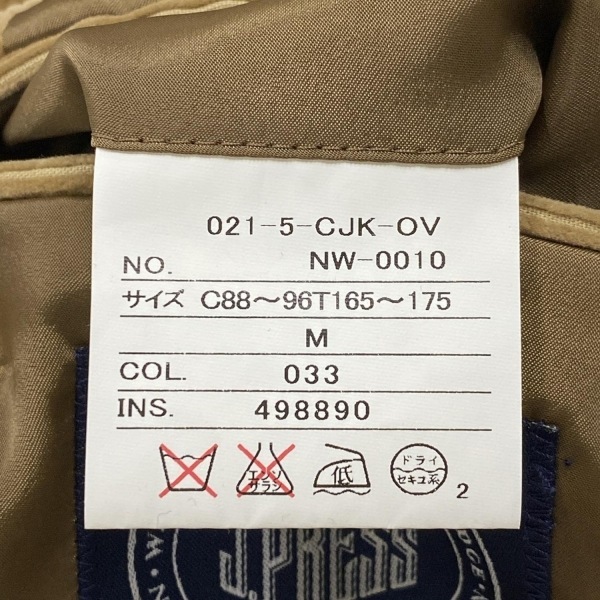 021-5-CJK-OV
NO. NW-0010
サイズ C88～96T165～175
M
COL. 033
INS. 498890
エンソ サラシ 低 ドライ セキユ系 2
J.PRESS